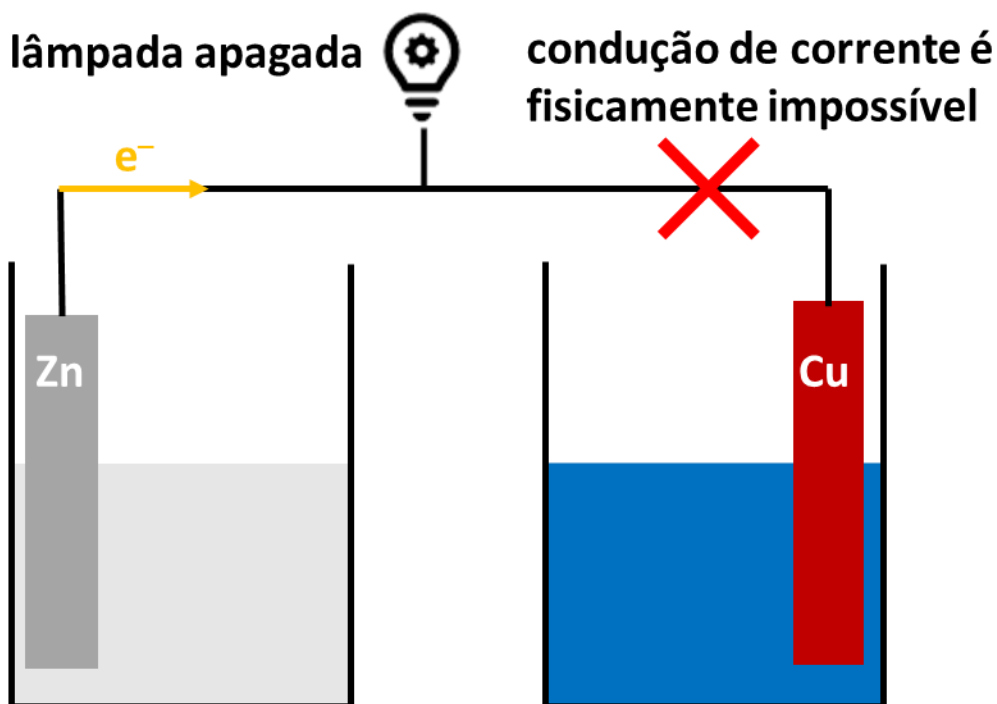 lâmpada apagada
condução de corrente é
fisicamente impossível
e⁻
Zn
Cu